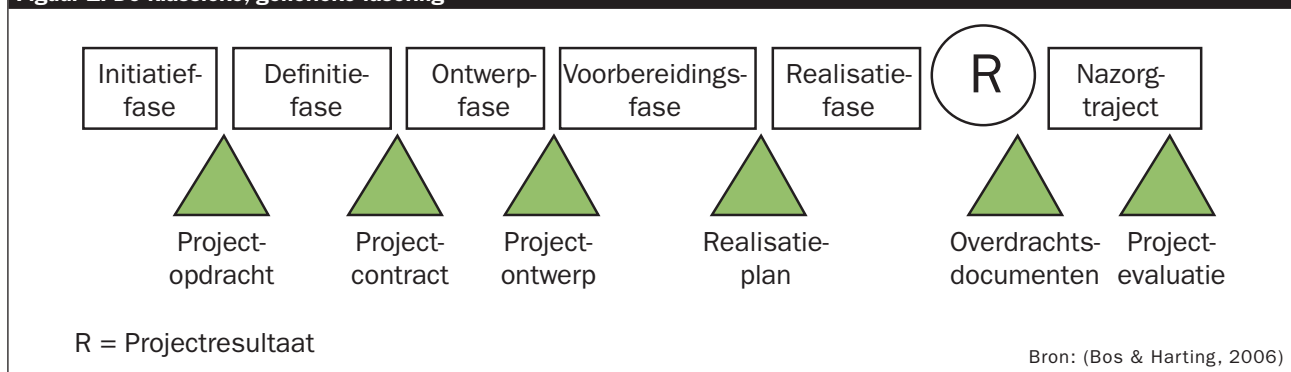 Initiatief-
fase
Definitie-
fase
Ontwerp-
fase
Voorbereidings-
fase
Realisatie-
fase
R
Nazorg-
traject
Project-
opdracht
Project-
contract
Project-
ontwerp
Realisatie-
plan
Overdrachts-
documenten
Project-
evaluatie
R = Projectresultaat
Bron: (Bos & Harting, 2006)